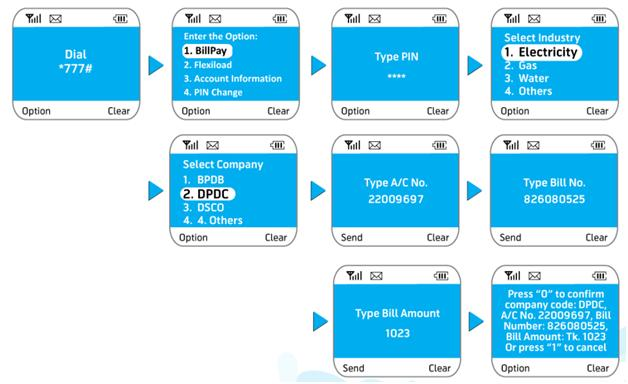 Dial
*777#
Option Clear
Enter the Option:
1. BillPay
2. Flexiload
3. Account Information
4. PIN Change
Option Clear
Type PIN
****
Option Clear
Select Industry
1. Electricity
2. Gas
3. Water
4. Others
Option Clear
Select Company
1. BPDB
2. DPDC
3. DSCO
4. 4. Others
Option Clear
Type A/C No.
22009697
Send Clear
Type Bill No.
826080525
Send Clear
Type Bill Amount
1023
Send Clear
Press "0" to confirm
company code: DPDC,
A/C No. 22009697, Bill
Number: 826080525,
Bill Amount: Tk. 1023
Or press "1" to cancel
Option Clear